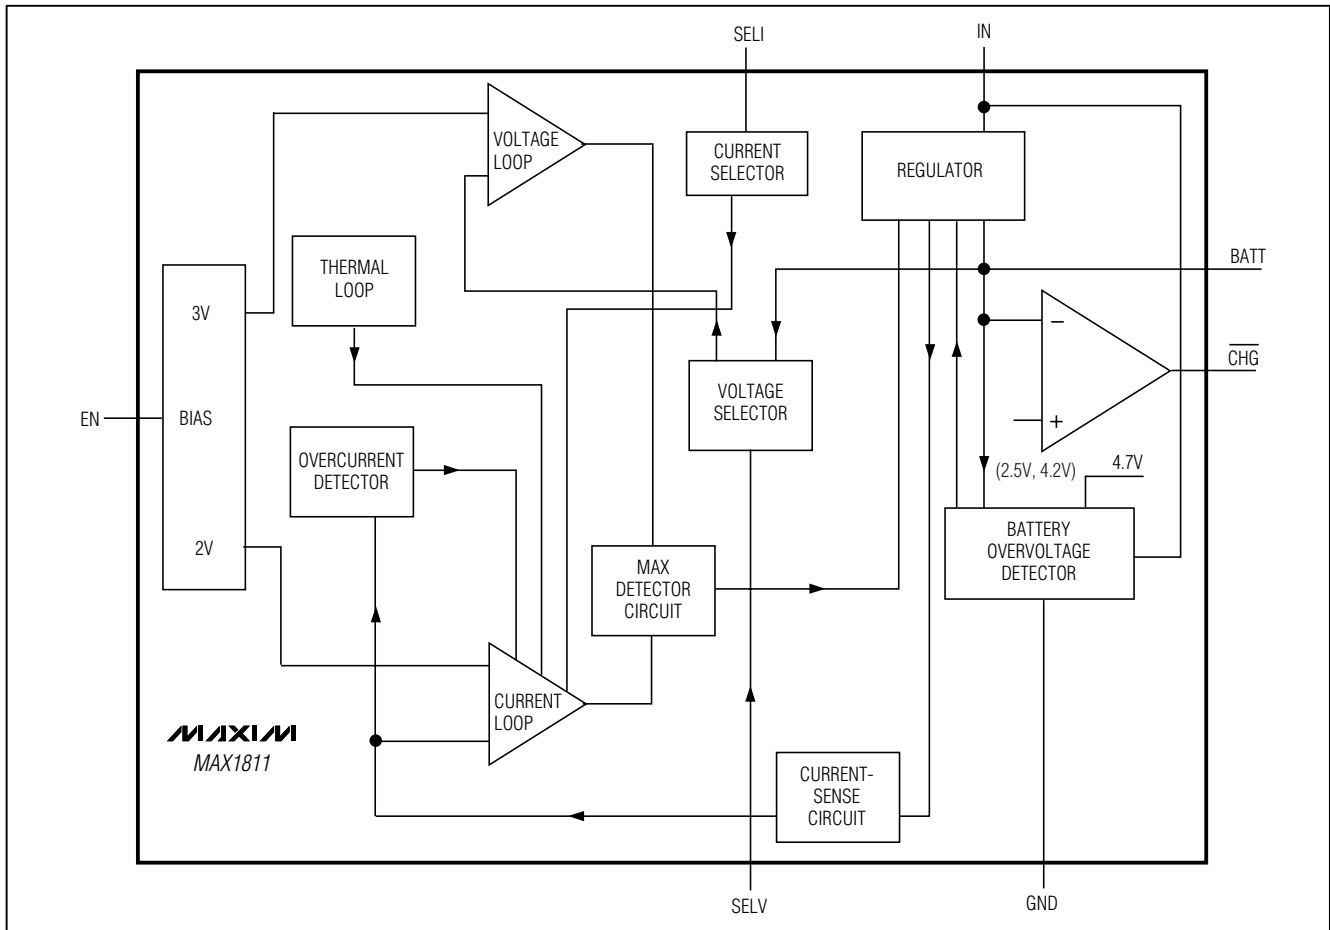 SELI
IN
VOLTAGE
LOOP
CURRENT
SELECTOR
REGULATOR
THERMAL
LOOP
BATT
3V
−
CHG
EN
BIAS
VOLTAGE
SELECTOR
+
OVERCURRENT
DETECTOR
(2.5V, 4.2V)
4.7V
2V
MAX
DETECTOR
CIRCUIT
BATTERY
OVERVOLTAGE
DETECTOR
CURRENT
LOOP
MAXIM
MAX1811
CURRENT-
SENSE
CIRCUIT
SELV
GND